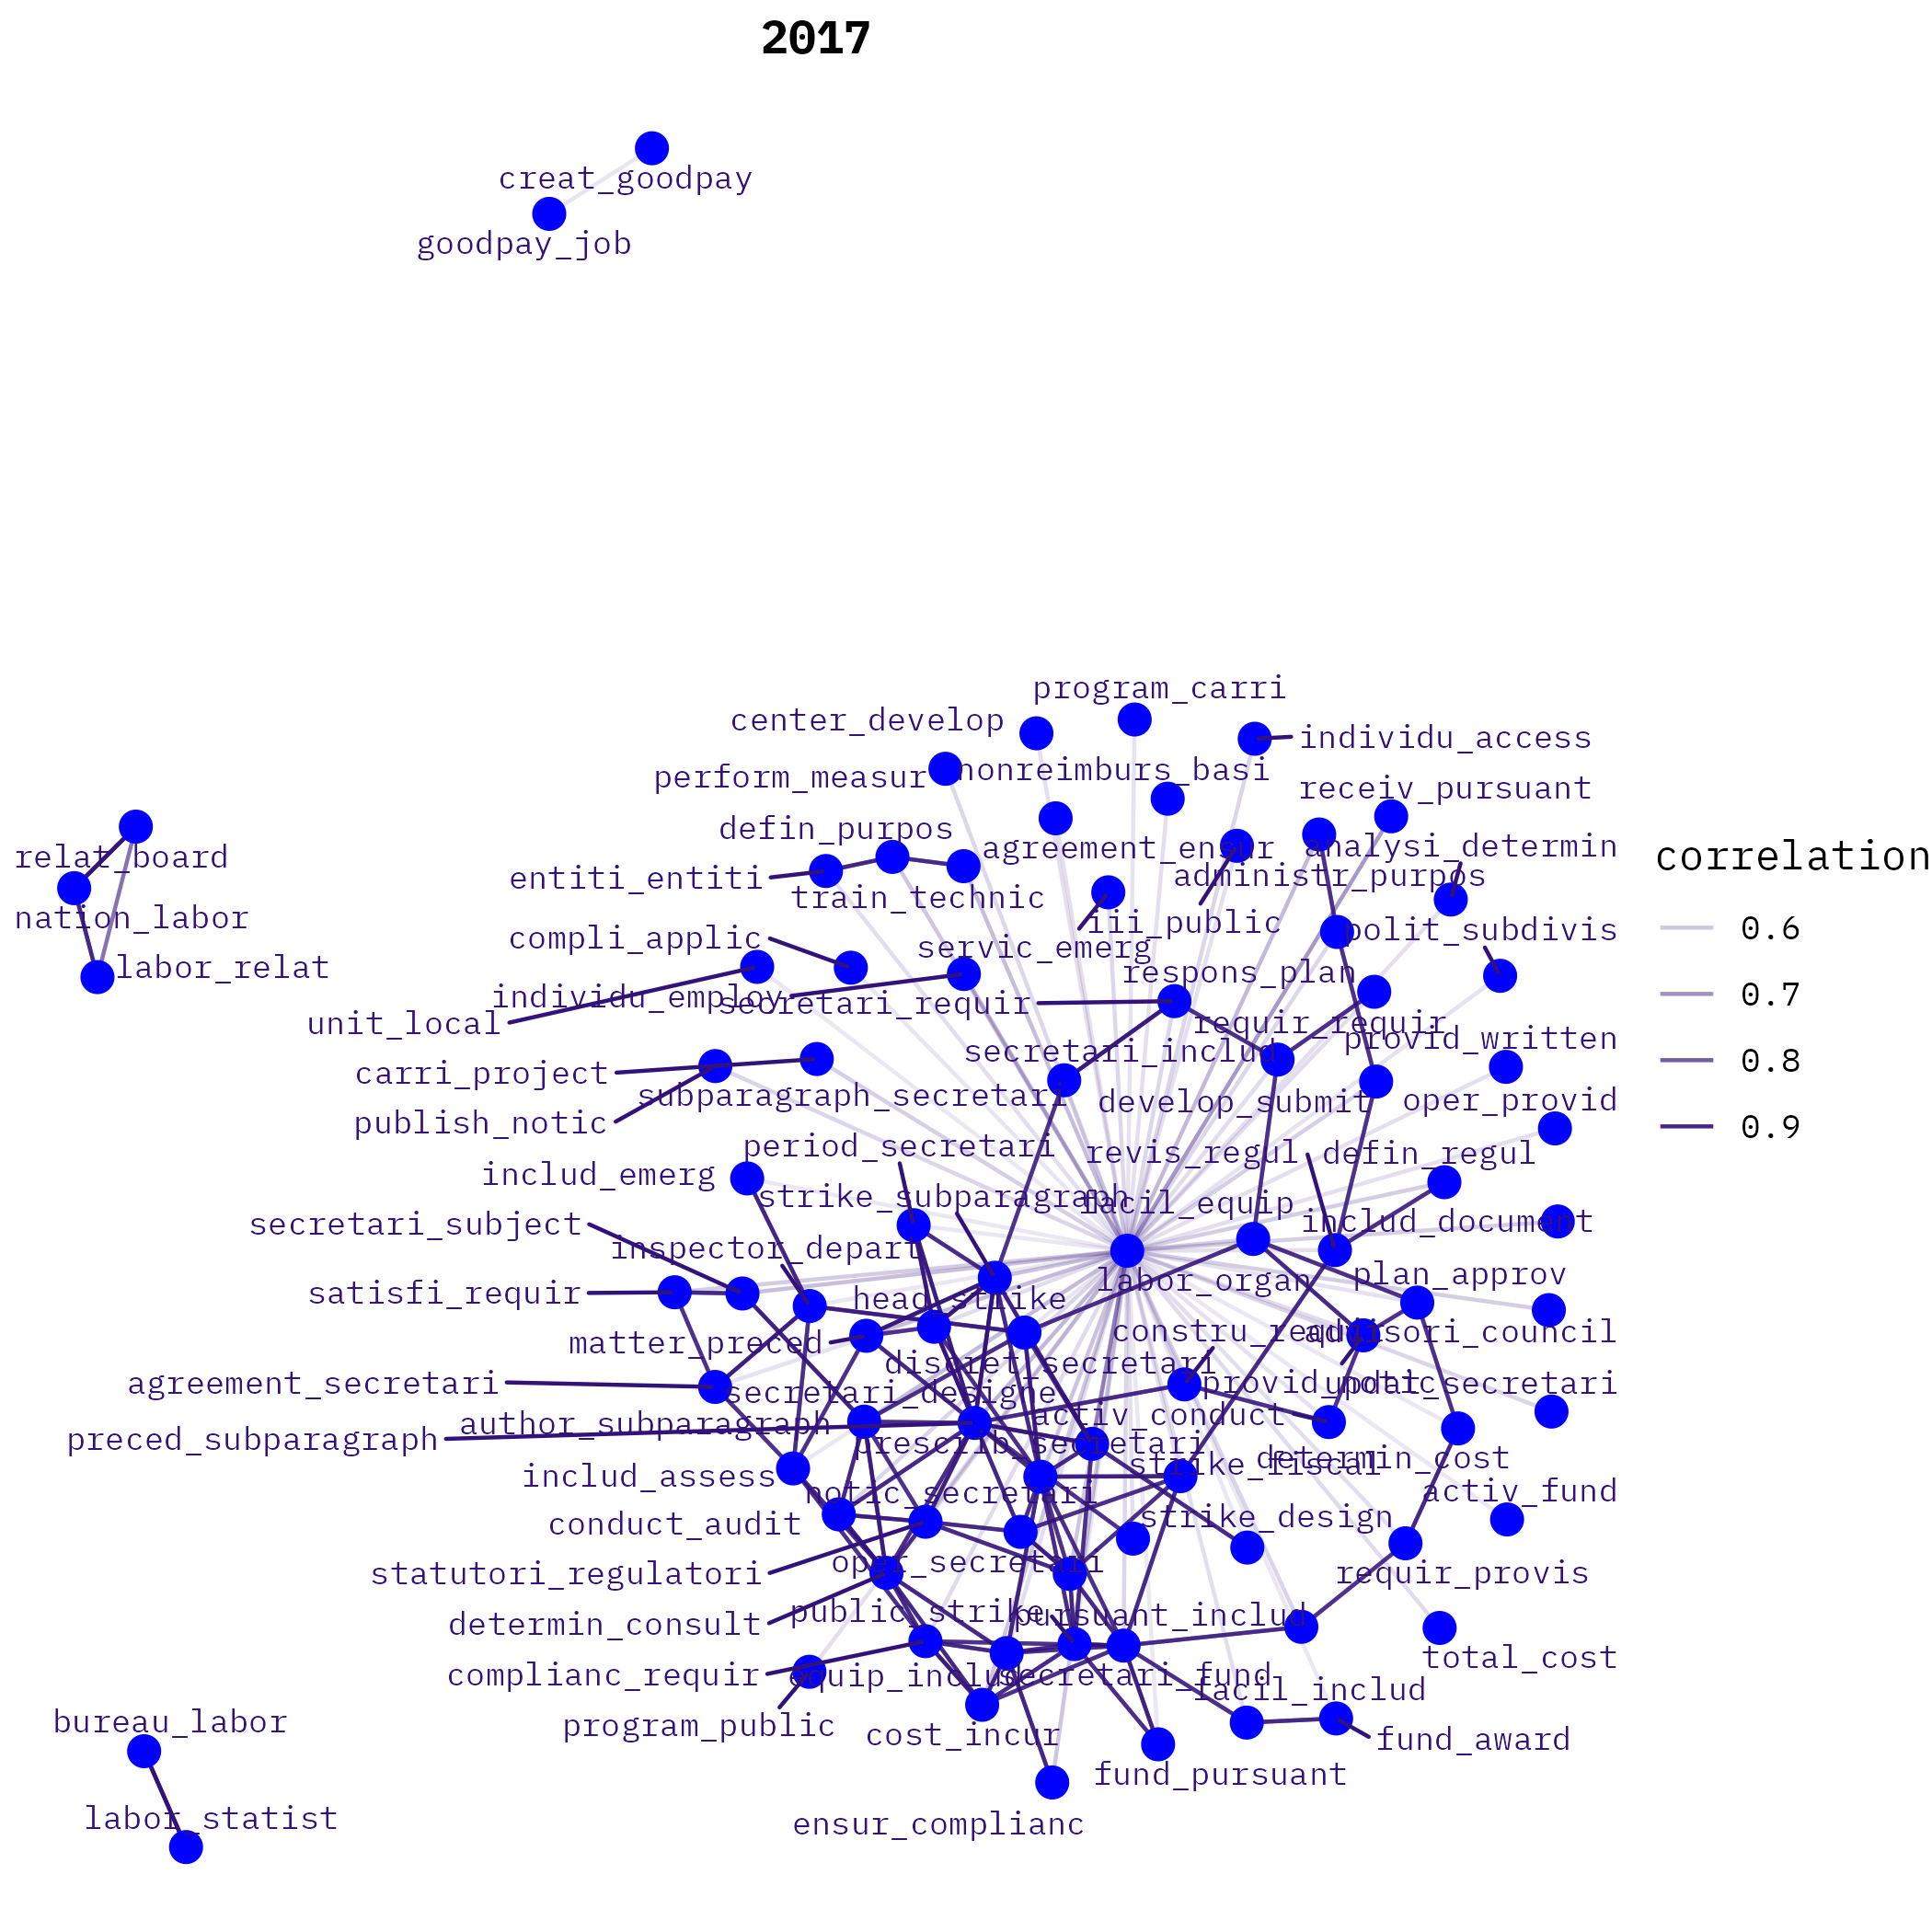 2017
creat_goodpay
goodpay_job
program_carri
center_develop
individu_access
perform_measur
nonreimburs_basi
receiv_pursuant
defin_purpos
agreement_ensur
analysi_determin
relat_board
entiti_entiti
administr_purpos
correlation
train_technic
nation_labor
iii_public
0.6
polit_subdivis
compli_applic
servic_emerg
labor_relat
respons_plan
individu_employ
0.7
secretari_requir
unit_local
requir_requir
provid_written
secretari_includ
0.8
carri_project
subparagraph_secretari
develop_submit
oper_provid
publish_notic
0.9
period_secretari
revis_regul
defin_regul
includ_emerg
strike_subparagraph
facil_equip
secretari_subject
includ_document
inspector_depart
labor_organ
plan_approv
satisfi_requir
head_strike
matter_preced
constru_requir
advisori_council
discret_secretari
agreement_secretari
secretari_designe
provid_notic
updat_secretari
author_subparagraph
activ_conduct
preced_subparagraph
prescrib_secretari
determin_cost
includ_assess
strike_fiscal
notic_secretari
activ_fund
conduct_audit
strike_design
statutori_regulatori
oper_secretari
requir_provis
determin_consult
public_strike
pursuant_includ
complianc_requir
equip_includ
secretari_fund
total_cost
facil_includ
bureau_labor
program_public
cost_incur
fund_award
fund_pursuant
labor_statist
ensur_complianc